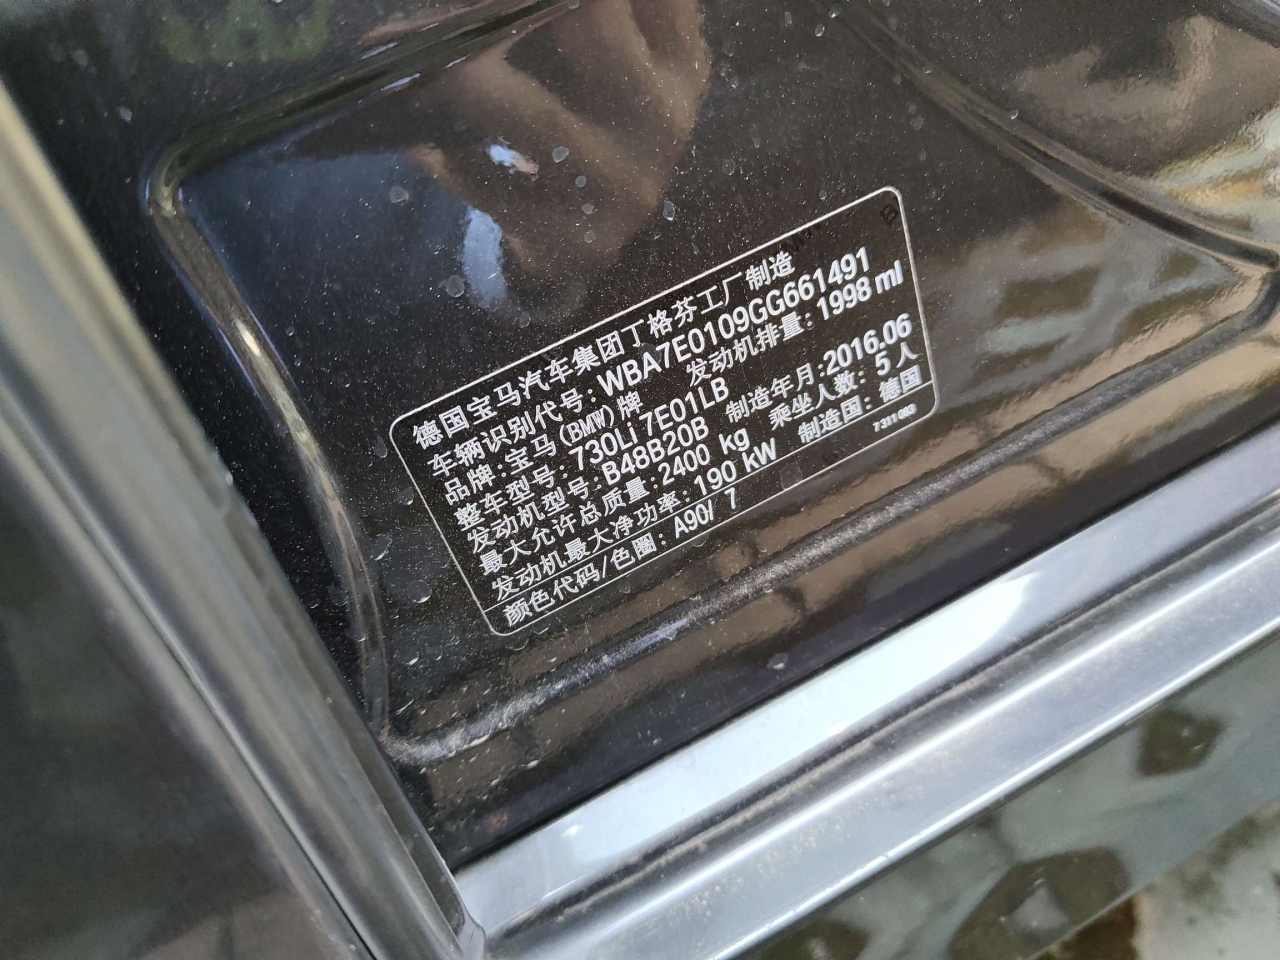 德国宝马汽车集团丁格芬工厂制造
车辆识别代号: WBA7E0109GG661491
品牌: 宝马(BMW)牌 发动机排量: 1998 ml
整车型号: 730Li 7E01LB
发动机型号: B48B20B 制造年月: 2016.06
最大允许总质量: 2400 kg 乘坐人数: 5 人
发动机最大净功率: 190 kW 制造国: 德国
颜色代码/色圈: A90/ 7